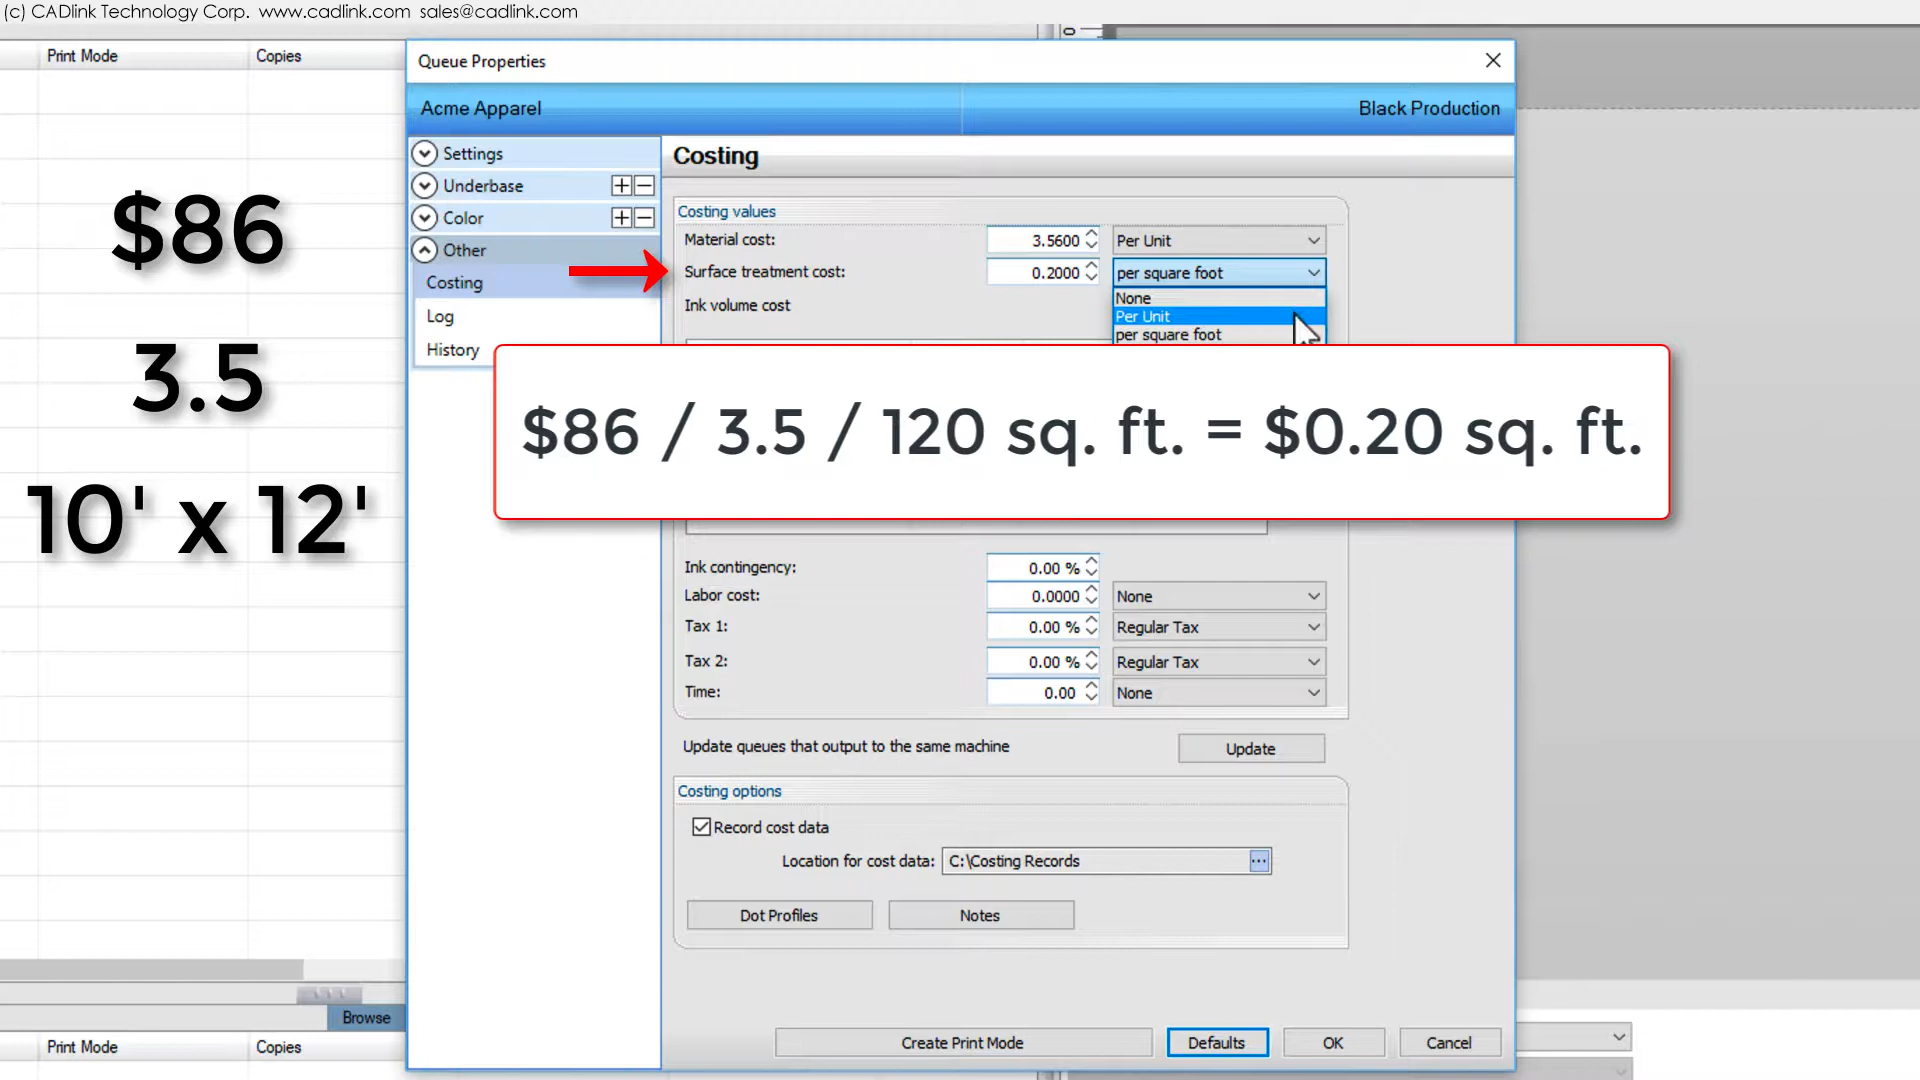 (c) CADlink Technology Corp. www.cadlink.com sales@cadlink.com
Print Mode Copies
Queue Properties
Acme Apparel Black Production
Settings
Underbase
Color
Other
Costing
Log
History
Costing
Costing values
Material cost: 3.5600 Per Unit
Surface treatment cost: 0.2000 per square foot
Ink volume cost
None
Per Unit
per square foot
$86
3.5
10' x 12'
$86 / 3.5 / 120 sq. ft. = $0.20 sq. ft.
Ink contingency: 0.00 %
Labor cost: 0.0000 None
Tax 1: 0.00 % Regular Tax
Tax 2: 0.00 % Regular Tax
Time: 0.00 None
Update queues that output to the same machine Update
Costing options
Record cost data
Location for cost data: C:\Costing Records ...
Dot Profiles Notes
Browse
Print Mode Copies
Create Print Mode Defaults OK Cancel